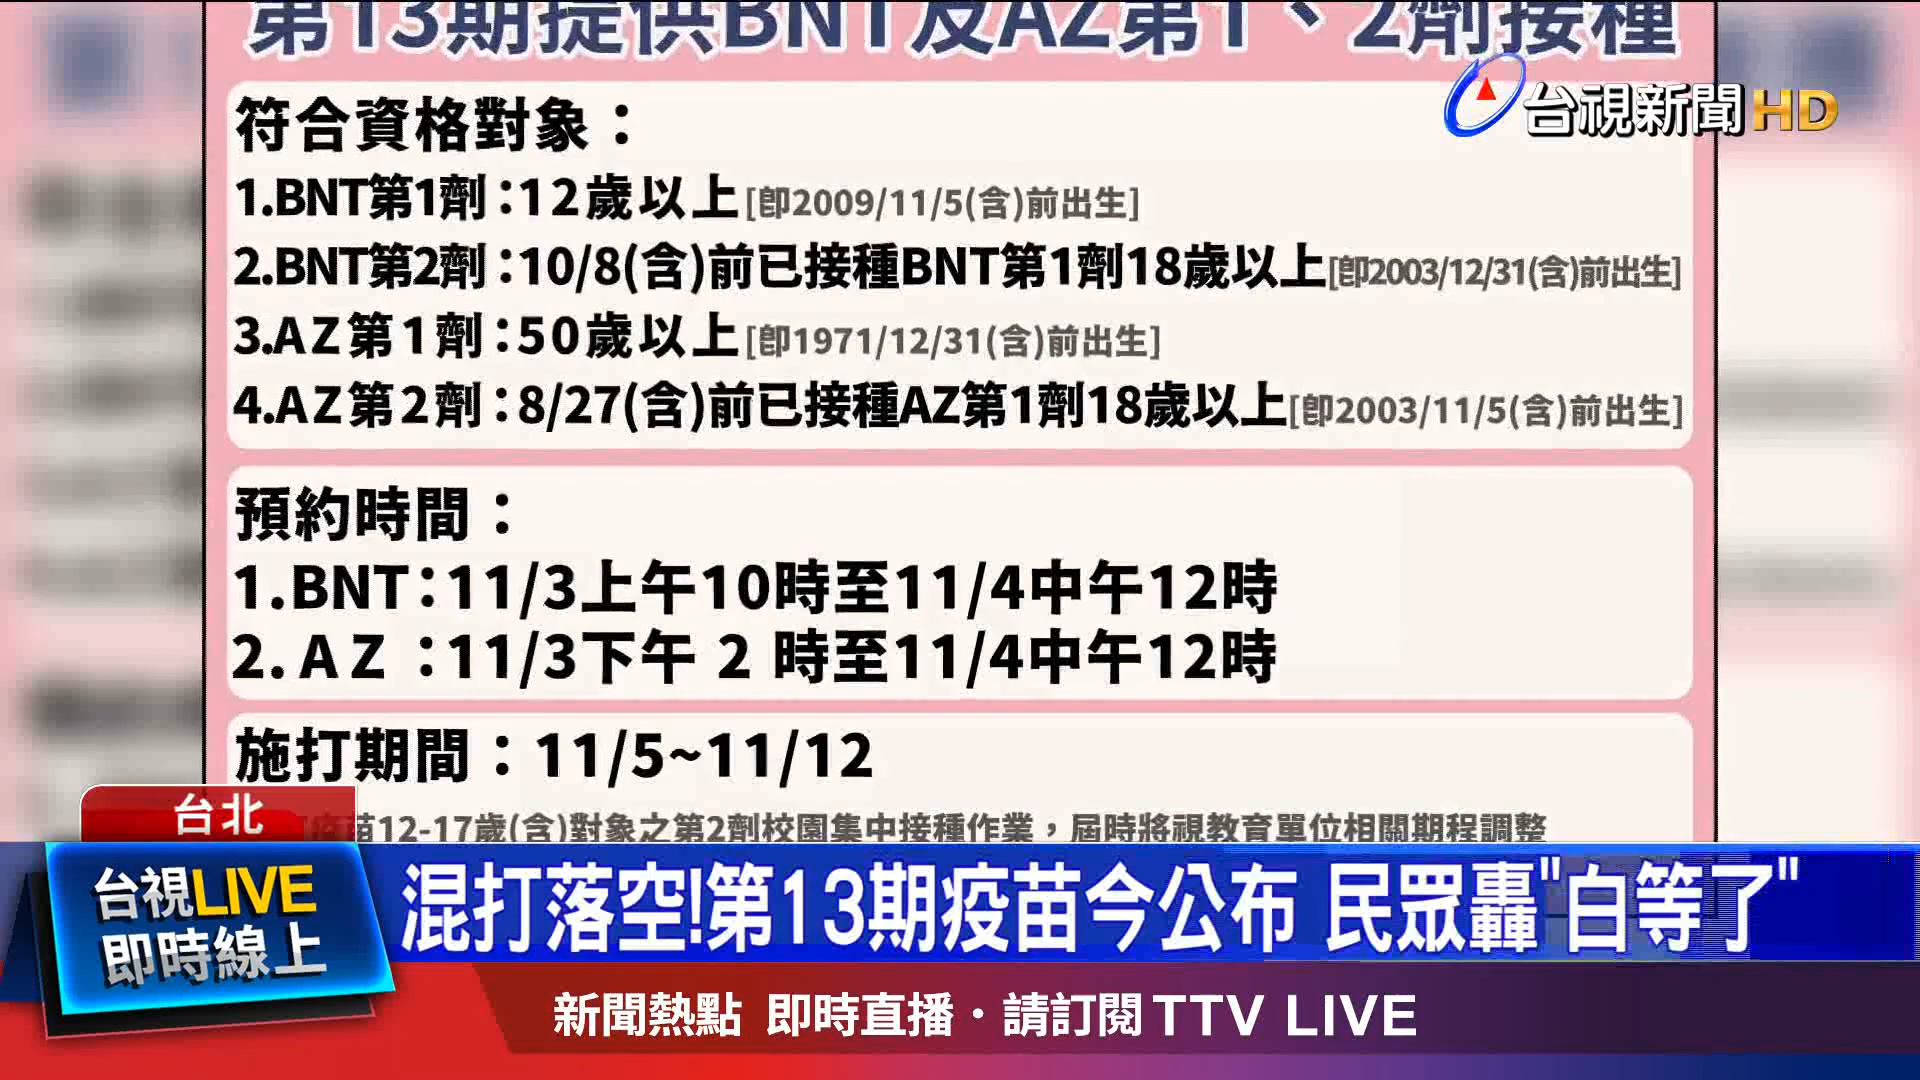 第13期提供BNT及AZ第1、2劑接種
台視新聞HD
符合資格對象：
1.BNT第1劑：12歲以上[即2009/11/5(含)前出生]
2.BNT第2劑：10/8(含)前已接種BNT第1劑18歲以上[即2003/12/31(含)前出生]
3.AZ第1劑：50歲以上[即1971/12/31(含)前出生]
4.AZ第2劑：8/27(含)前已接種AZ第1劑18歲以上[即2003/11/5(含)前出生]
預約時間：
1.BNT：11/3上午10時至11/4中午12時
2.AZ：11/3下午2時至11/4中午12時
施打期間：11/5~11/12
疫苗12-17歲(含)對象之第2劑校園集中接種作業，屆時將視教育單位相關期程調整
台北
台視LIVE
即時線上
混打落空!第13期疫苗今公布 民眾轟"白等了"
新聞熱點 即時直播・請訂閱TTV LIVE